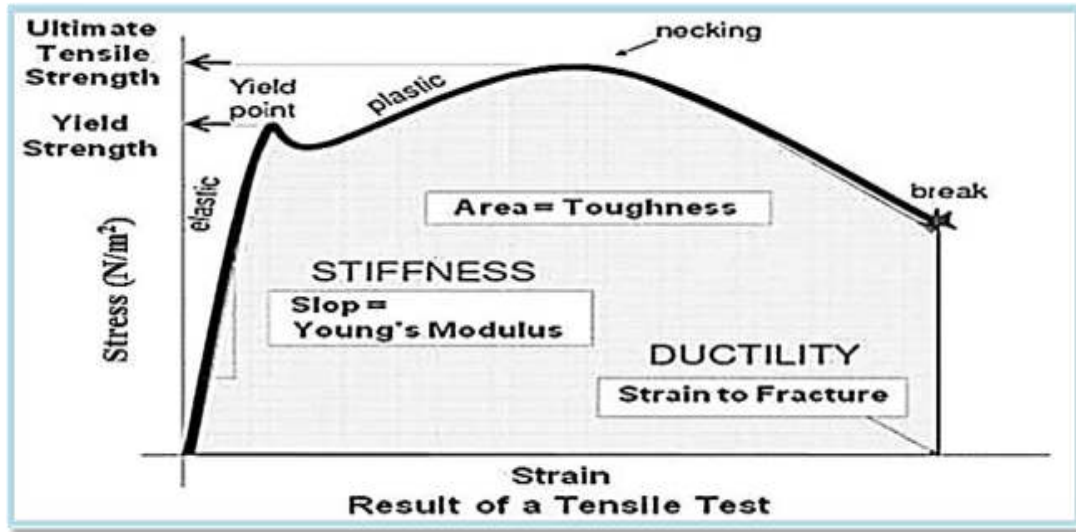 Ultimate
Tensile
Strength
necking
Yield
point
plastic
Yield
Strength
elastic
break
Area = Toughness
Stress (N/m²)
STIFFNESS
Slop =
Young's Modulus
DUCTILITY
Strain to Fracture
Strain
Result of a Tensile Test